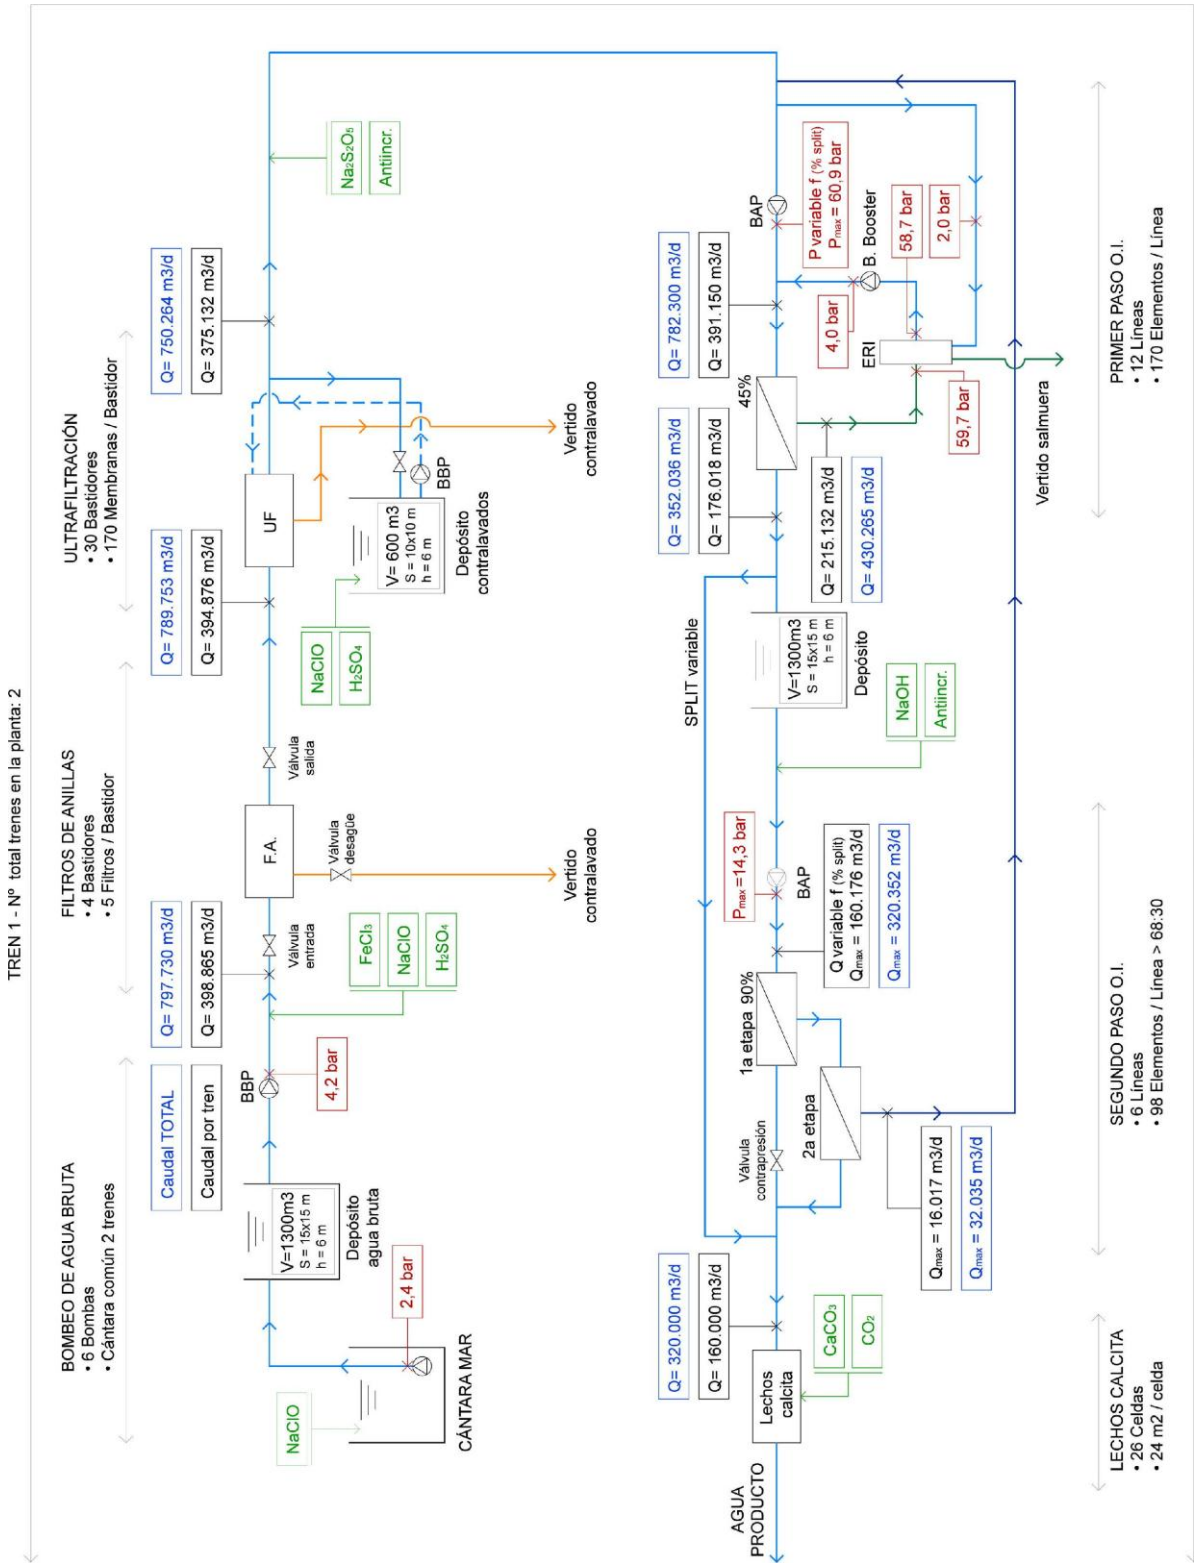 TREN 1 - Nº total trenes en la planta: 2
BOMBEO DE AGUA BRUTA
• 6 Bombas
• Cántara común 2 trenes
FILTROS DE ANILLAS
• 4 Bastidores
• 5 Filtros / Bastidor
ULTRAFILTRACIÓN
• 30 Bastidores
• 170 Membranas / Bastidor
Caudal TOTAL
Caudal por tren
Q= 797.730 m3/d
Q= 398.865 m3/d
Q= 789.753 m3/d
Q= 394.876 m3/d
Q= 750.264 m3/d
Q= 375.132 m3/d
NaClO
CÁNTARA MAR
2,4 bar
V=1300m3
S = 15x15 m
h = 6 m
Depósito
agua bruta
BBP
4,2 bar
FeCl3
NaClO
H2SO4
Válvula
entrada
F.A.
Válvula
desagüe
Vertido
contralavado
Válvula
salida
UF
NaClO
H2SO4
V= 600 m3
S = 10x10 m
h = 6 m
Depósito
contralavados
BBP
Vertido
contralavado
Na2S2O5
Antiincr.
AGUA
PRODUCTO
Lechos
calcita
CaCO3
CO2
Q= 320.000 m3/d
Q= 160.000 m3/d
Válvula
contrapresión
2a etapa
1a etapa 90%
Qmax = 16.017 m3/d
Qmax = 32.035 m3/d
Q variable f (% split)
Qmax = 160.176 m3/d
Qmax = 320.352 m3/d
BAP
Pmax=14,3 bar
NaOH
Antiincr.
SPLIT variable
V=1300m3
S = 15x15 m
h = 6 m
Depósito
Q= 352.036 m3/d
Q= 176.018 m3/d
45%
Q= 215.132 m3/d
Q= 430.265 m3/d
Q= 782.300 m3/d
Q= 391.150 m3/d
BAP
P variable f (% split)
Pmax = 60,9 bar
4,0 bar
B. Booster
58,7 bar
2,0 bar
ERI
59,7 bar
Vertido salmuera
LECHOS CALCITA
• 26 Celdas
• 24 m2 / celda
SEGUNDO PASO O.I.
• 6 Líneas
• 98 Elementos / Línea > 68:30
PRIMER PASO O.I.
• 12 Líneas
• 170 Elementos / Línea